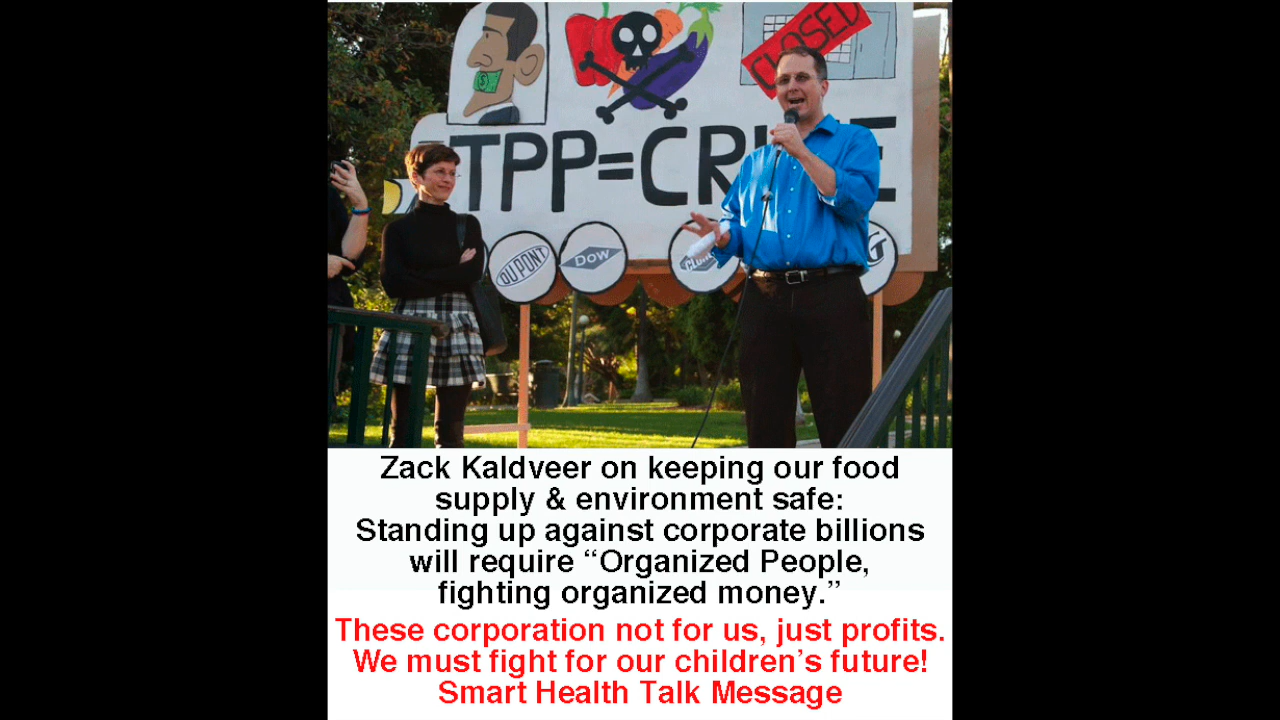 CLOSED
$
TPP=CRIME
DUPONT
DOW
Zack Kaldveer on keeping our food
supply & environment safe:
Standing up against corporate billions
will require “Organized People,
fighting organized money.”
These corporation not for us, just profits.
We must fight for our children’s future!
Smart Health Talk Message